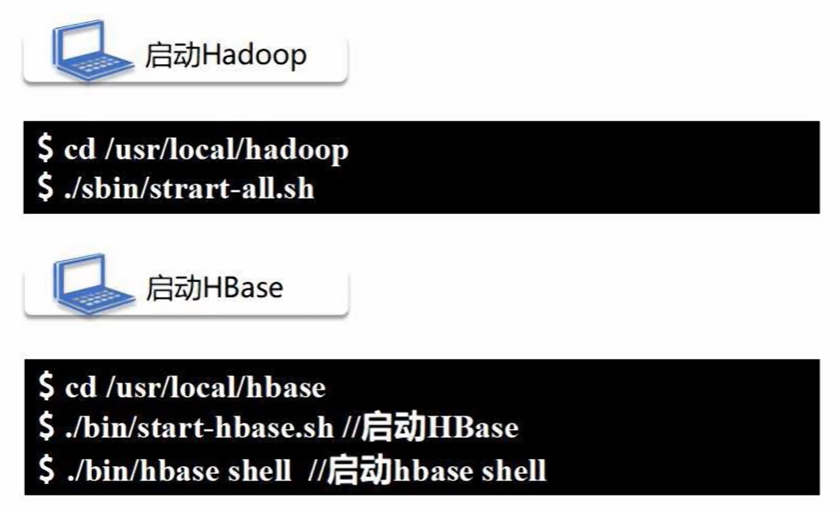 启动Hadoop
$ cd /usr/local/hadoop
$ ./sbin/strart-all.sh
启动HBase
$ cd /usr/local/hbase
$ ./bin/start-hbase.sh //启动HBase
$ ./bin/hbase shell  //启动hbase shell